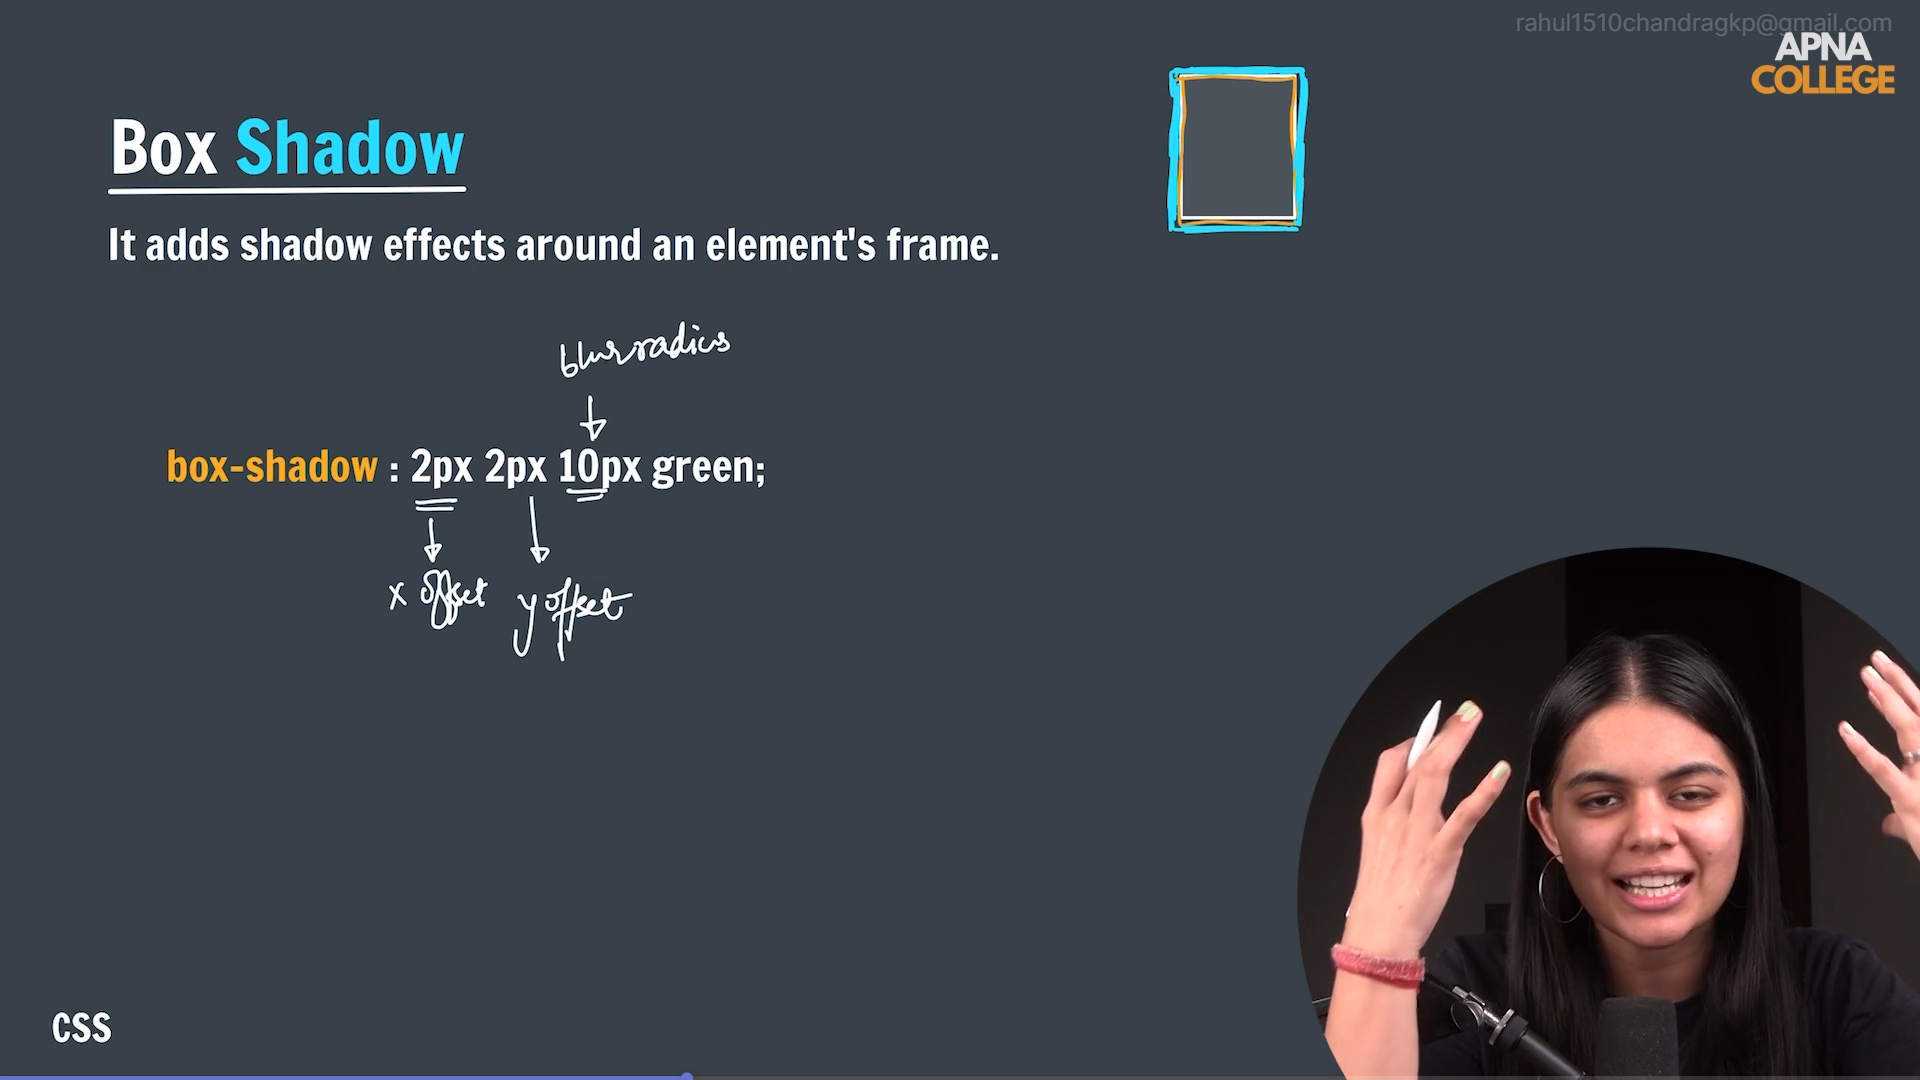 rahul1510chandragkp@gmail.com
APNA
COLLEGE
Box Shadow
It adds shadow effects around an element's frame.
blur radius
box-shadow : 2px 2px 10px green;
x offset y offset
CSS